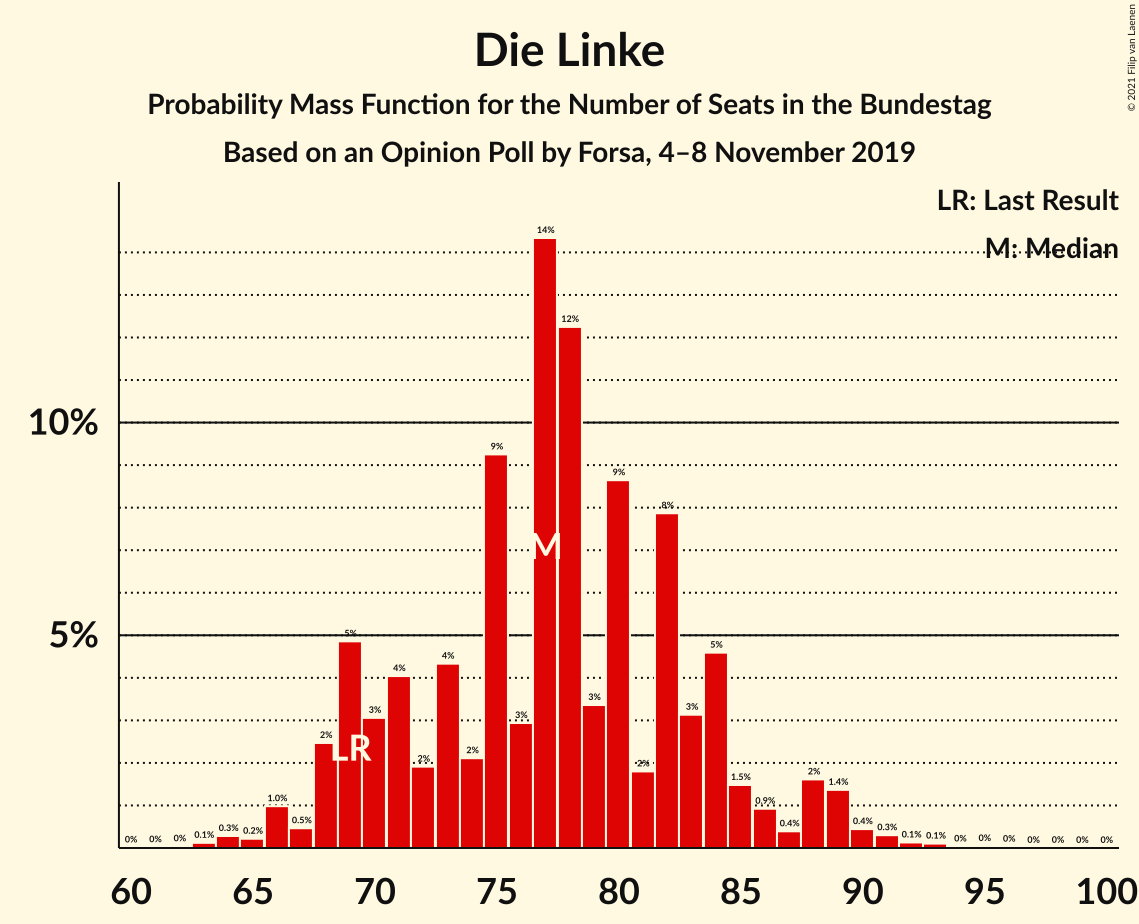 Die Linke
Probability Mass Function for the Number of Seats in the Bundestag
Based on an Opinion Poll by Forsa, 4–8 November 2019
© 2021 Filip van Laenen
LR: Last Result
M: Median
10%
5%
0% 0% 0% 0.1% 0.3% 0.2% 1.0% 0.5% 2% 5% 3% 4% 2% 4% 2% 9% 3% 14% 12% 3% 9% 2% 8% 3% 5% 1.5% 0.9% 0.4% 2% 1.4% 0.4% 0.3% 0.1% 0.1% 0% 0% 0% 0% 0% 0% 0%
LR
M
60 65 70 75 80 85 90 95 100